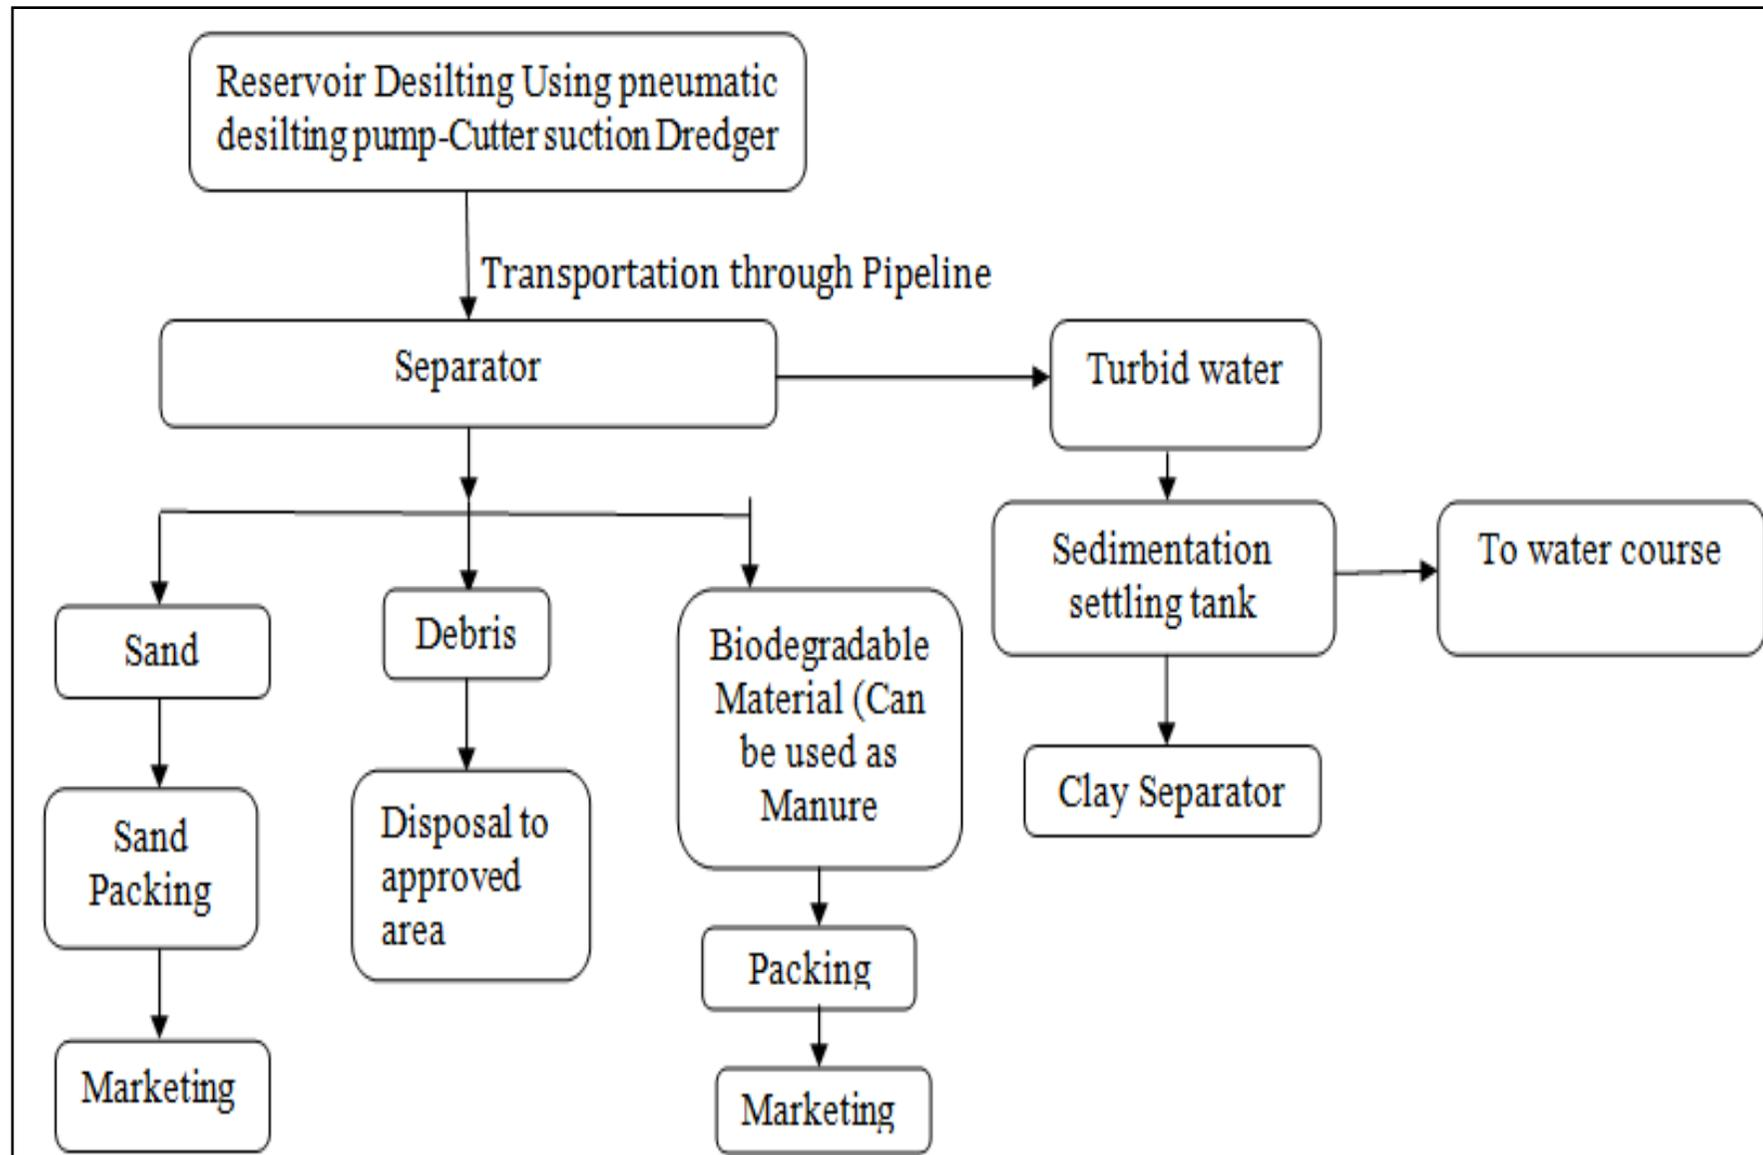 Reservoir Desilting Using pneumatic
desilting pump-Cutter suction Dredger
Transportation through Pipeline
Separator
Turbid water
Sedimentation
settling tank
To water course
Clay Separator
Sand
Sand
Packing
Marketing
Debris
Disposal to
approved
area
Biodegradable
Material (Can
be used as
Manure
Packing
Marketing